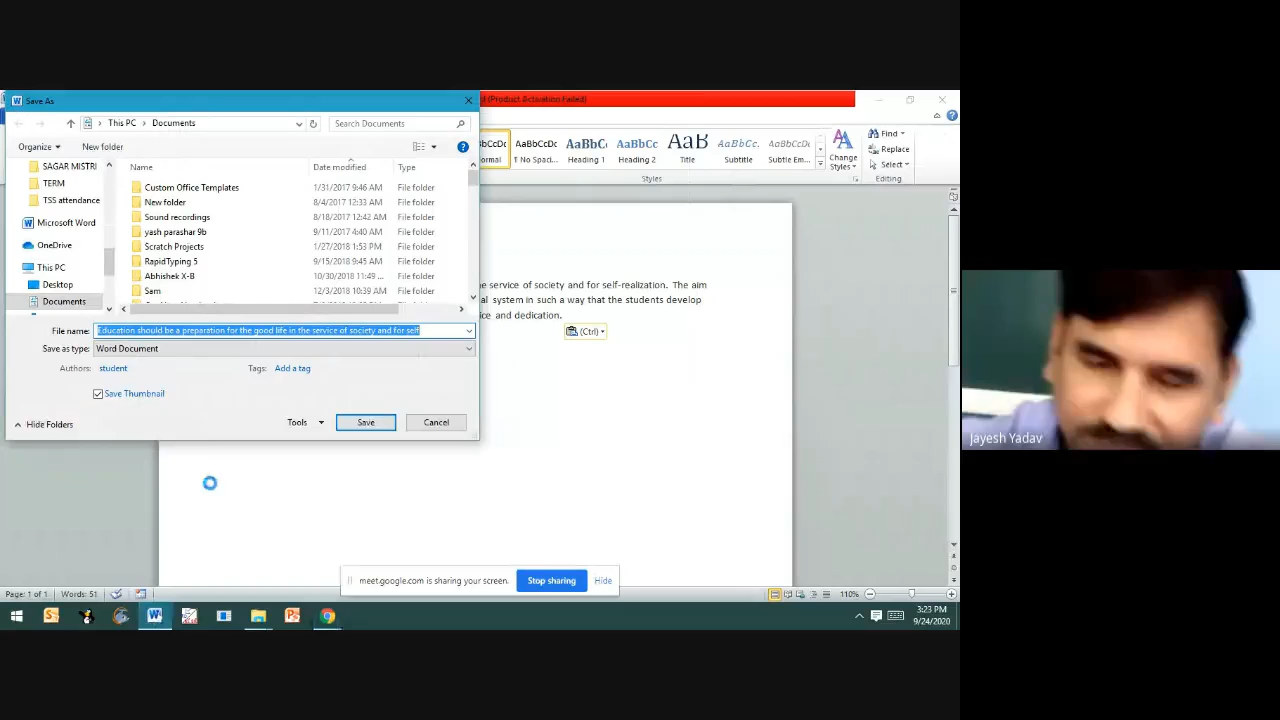 Save As
U (Product Activation Failed)
This PC > Documents
Search Documents
Organize
New folder
SAGAR MISTRI
TERM
TSS attendance
Microsoft Word
OneDrive
This PC
Desktop
Documents
Name Date modified Type
Custom Office Templates 1/31/2017 9:46 AM File folder
New folder 8/4/2017 12:33 AM File folder
Sound recordings 8/18/2017 12:42 AM File folder
yash parashar 9b 9/11/2017 4:40 AM File folder
Scratch Projects 1/27/2018 1:53 PM File folder
RapidTyping 5 9/15/2018 9:45 AM File folder
Abhishek X-B 10/30/2018 11:49 ... File folder
Sam 12/3/2018 10:39 AM File folder
File name: Education should be a preparation for the good life in the service of society and for self
Save as type: Word Document
Authors: student Tags: Add a tag
Save Thumbnail
Hide Folders Tools Save Cancel
AaBbCcDc AaBbC AaBbCc AaB AaBbCcI AaBbCcDc
Normal
¶ No Spaci...
Heading 1
Heading 2
Title
Subtitle
Subtle Em...
Change
Styles
Find
Replace
Select
Styles
Editing
e service of society and for self-realization. The aim
al system in such a way that the students develop
ice and dedication.
(Ctrl)
meet.google.com is sharing your screen. Stop sharing Hide
Page: 1 of 1 Words: 51 110%
3:23 PM
9/24/2020
Jayesh Yadav